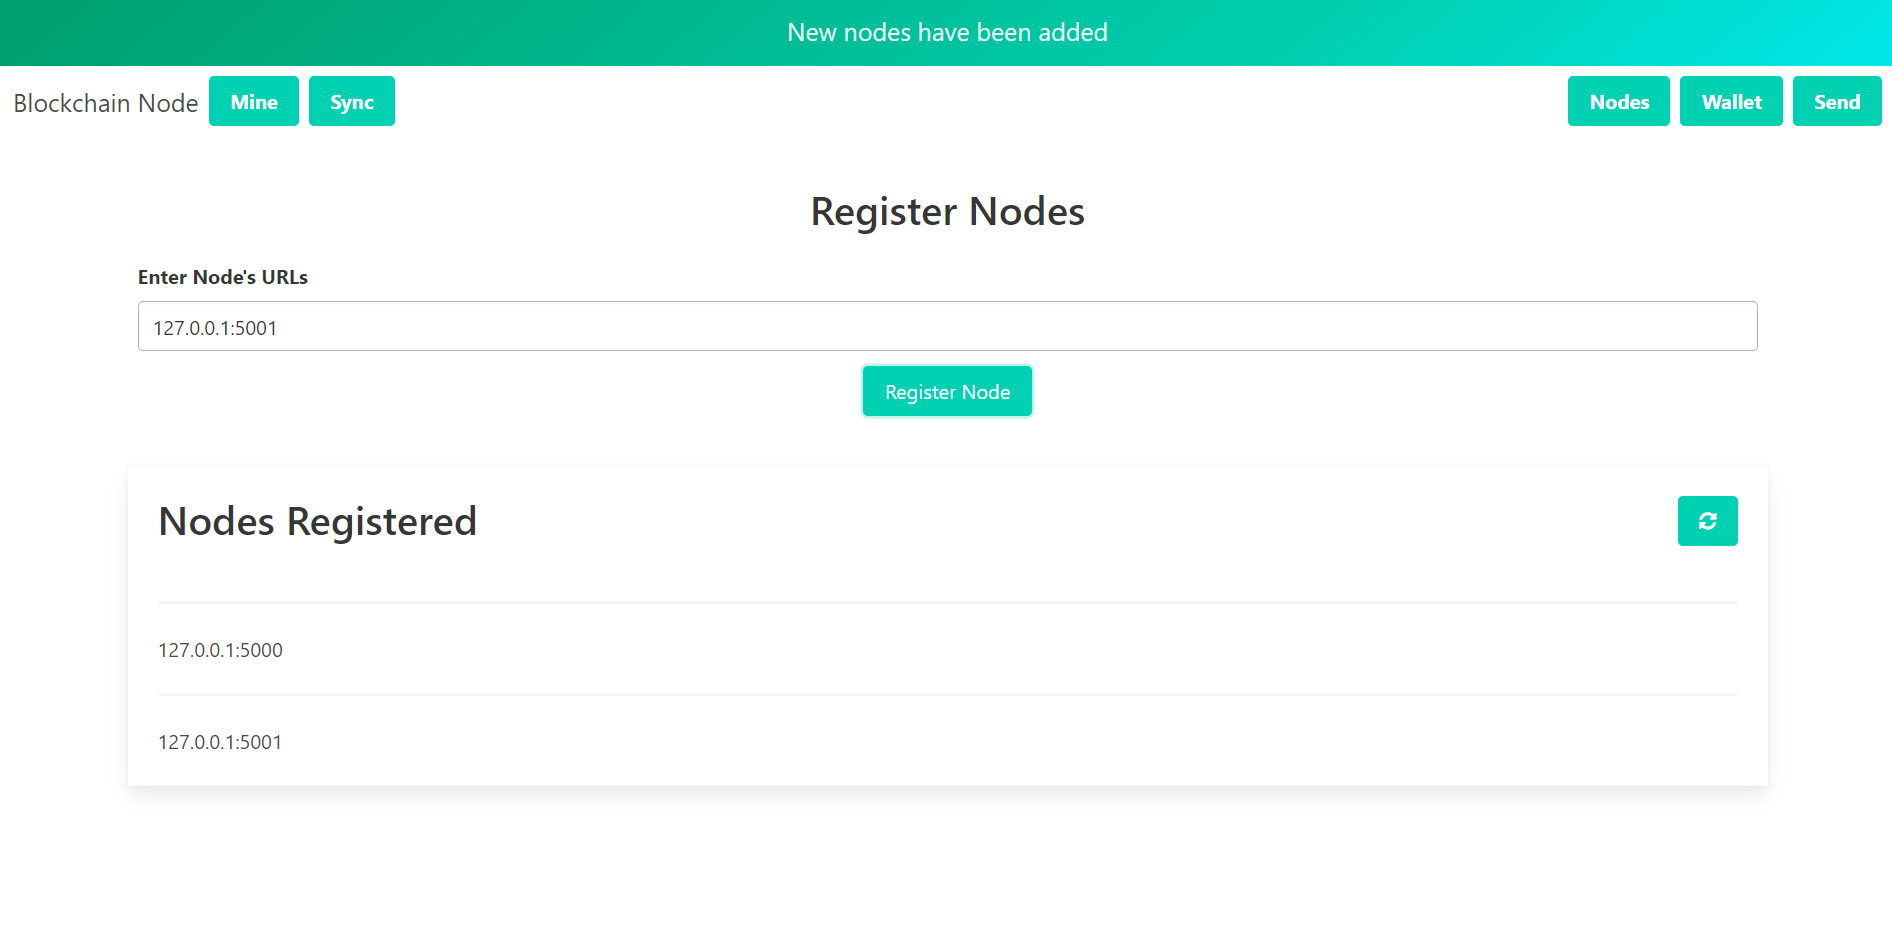 New nodes have been added
Blockchain Node Mine Sync Nodes Wallet Send
Register Nodes
Enter Node's URLs
127.0.0.1:5001
Register Node
Nodes Registered
127.0.0.1:5000
127.0.0.1:5001